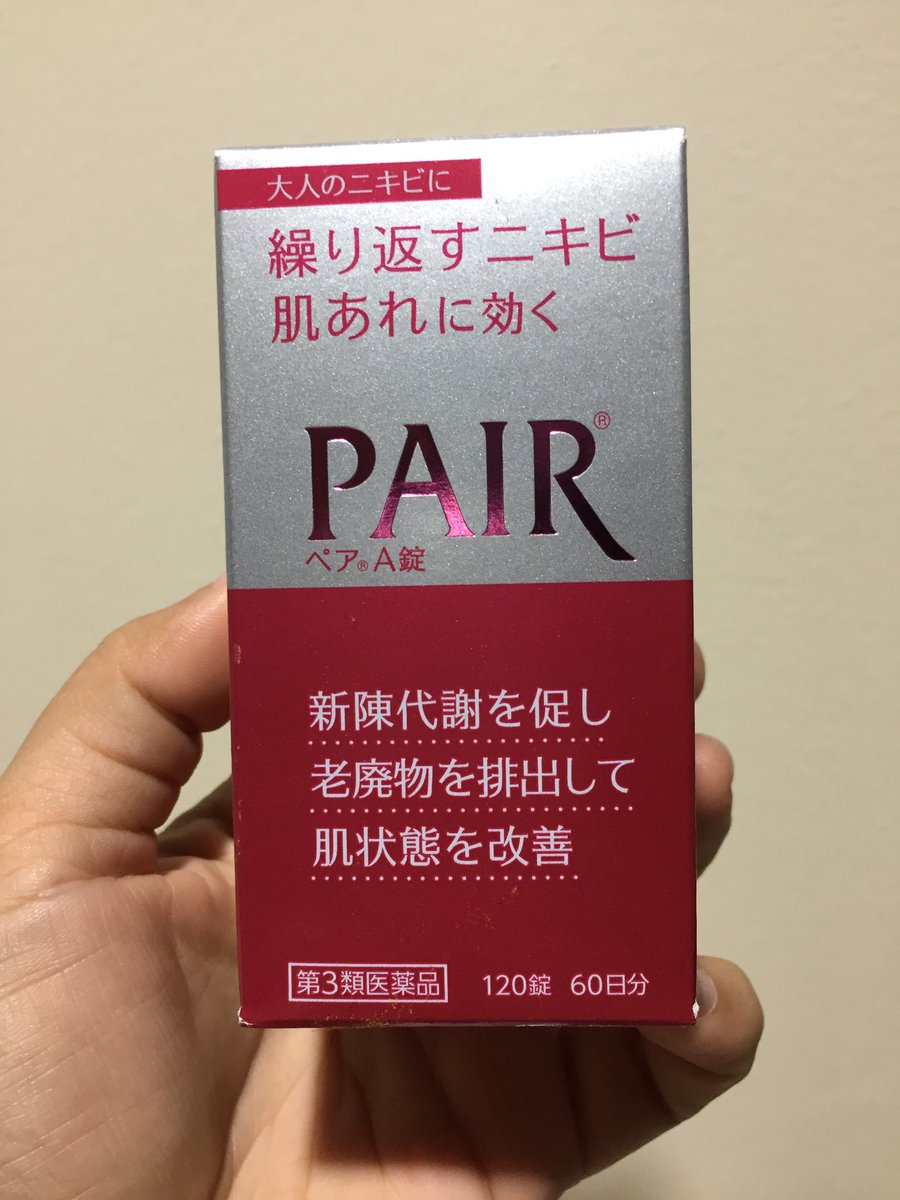 大人のニキビに
繰り返すニキビ
肌あれに効く
PAIR®
ペア®A錠
新陳代謝を促し
老廃物を排出して
肌状態を改善
第3類医薬品 120錠 60日分